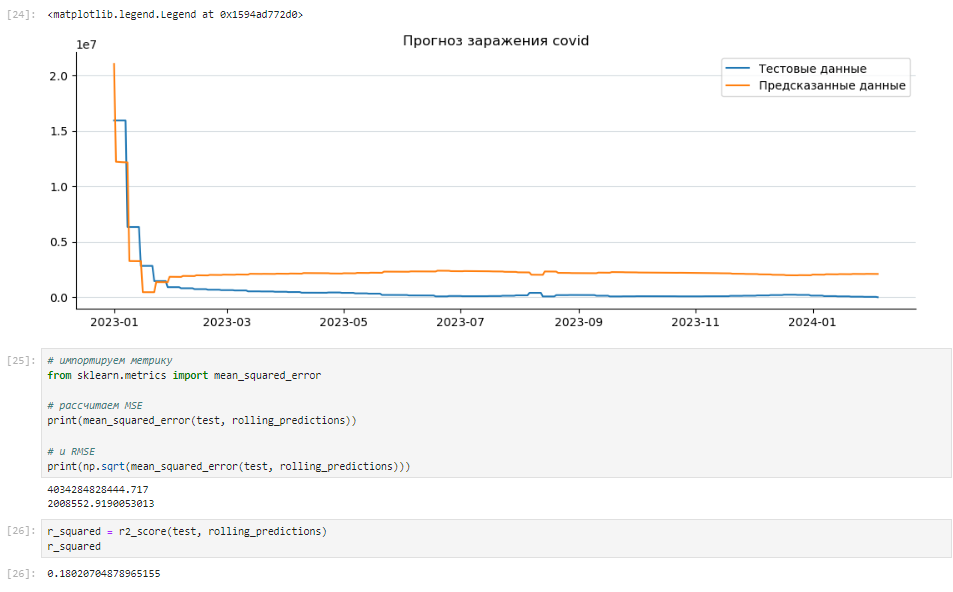 [24]: <matplotlib.legend.Legend at 0x1594ad772d0>
Прогноз заражения covid
1e7
Тестовые данные
Предсказанные данные
2.0
1.5
1.0
0.5
0.0
2023-01 2023-03 2023-05 2023-07 2023-09 2023-11 2024-01
[25]: # импортируем метрику
from sklearn.metrics import mean_squared_error
# рассчитаем MSE
print(mean_squared_error(test, rolling_predictions))
# и RMSE
print(np.sqrt(mean_squared_error(test, rolling_predictions)))
4034284828444.717
2008552.9190053013
[26]: r_squared = r2_score(test, rolling_predictions)
r_squared
[26]: 0.18020704878965155